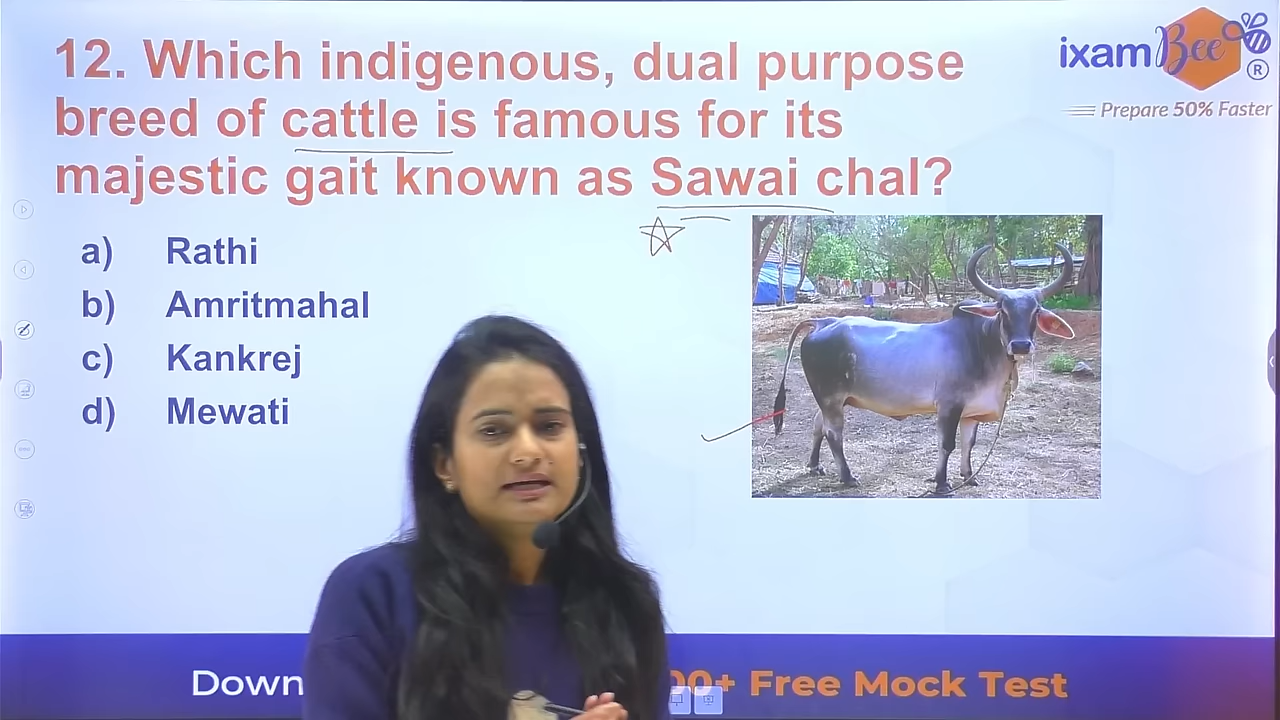 12. Which indigenous, dual purpose
breed of cattle is famous for its
majestic gait known as Sawai chal?
a) Rathi
b) Amritmahal
c) Kankrej
d) Mewati
ixamBee
®
Prepare 50% Faster
Down
00+ Free Mock Test